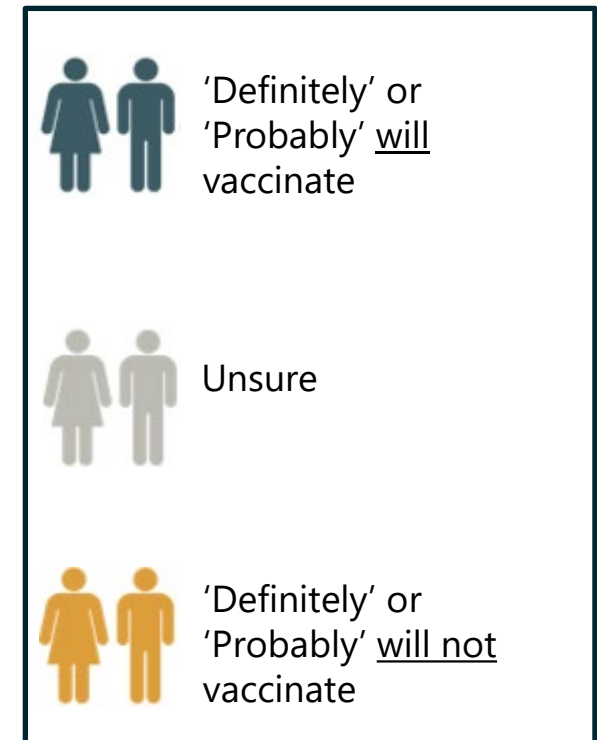 ‘Definitely’ or
‘Probably’ will
vaccinate
Unsure
‘Definitely’ or
‘Probably’ will not
vaccinate